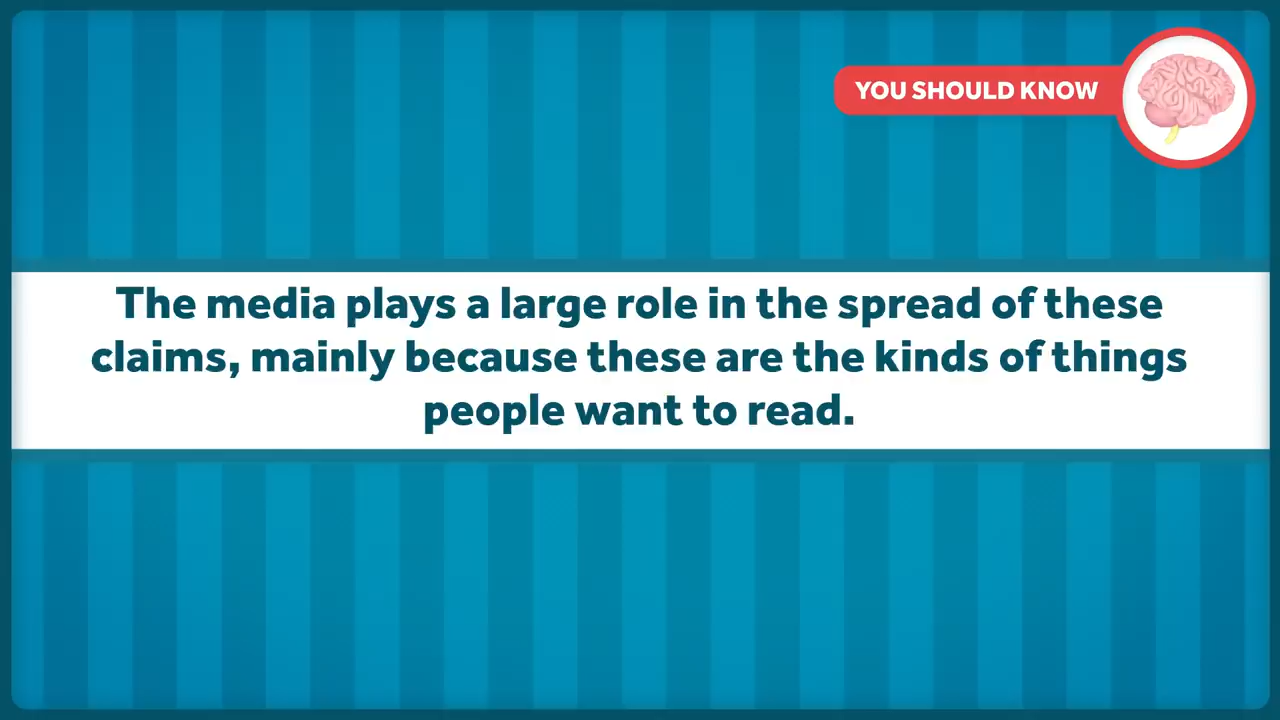 YOU SHOULD KNOW
The media plays a large role in the spread of these
claims, mainly because these are the kinds of things
people want to read.